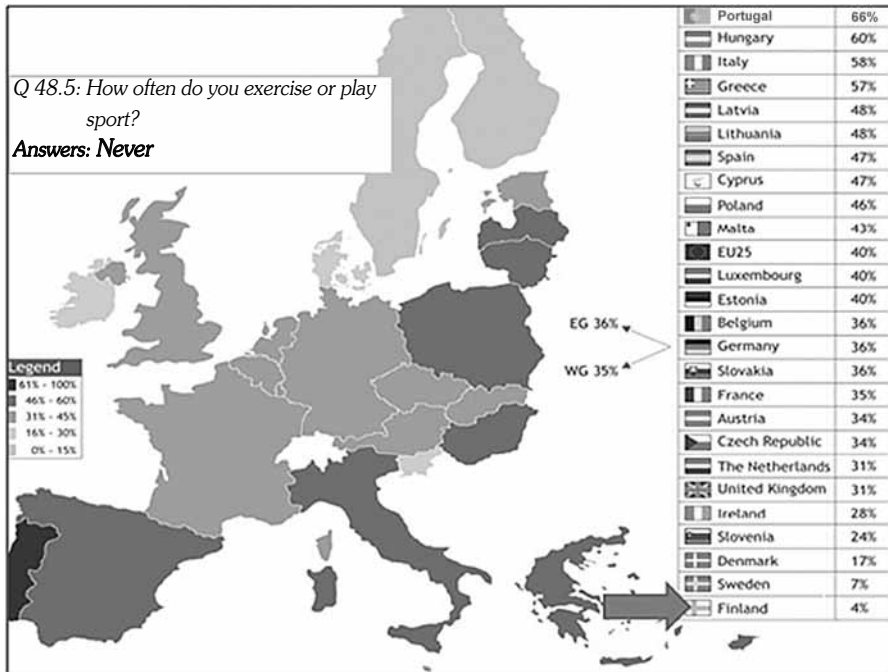 Q 48.5: How often do you exercise or play
sport?
Answers: Never
EG 36%
WG 35%
Legend
61% - 100%
46% - 60%
31% - 45%
16% - 30%
0% - 15%
Portugal 66%
Hungary 60%
Italy 58%
Greece 57%
Latvia 48%
Lithuania 48%
Spain 47%
Cyprus 47%
Poland 46%
Malta 43%
EU25 40%
Luxembourg 40%
Estonia 40%
Belgium 36%
Germany 36%
Slovakia 36%
France 35%
Austria 34%
Czech Republic 34%
The Netherlands 31%
United Kingdom 31%
Ireland 28%
Slovenia 24%
Denmark 17%
Sweden 7%
Finland 4%